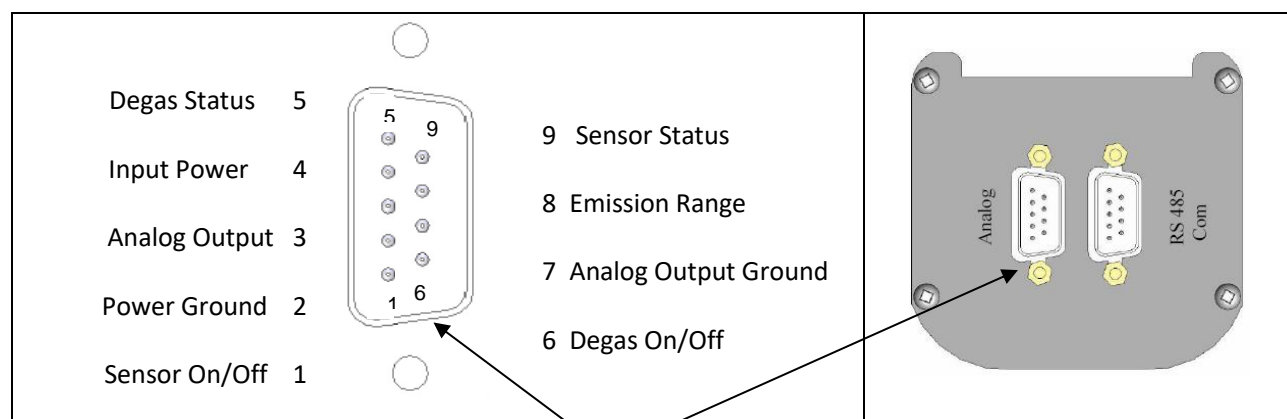 Degas Status 5
Input Power 4
Analog Output 3
Power Ground 2
Sensor On/Off 1
5
9
1
6
9 Sensor Status
8 Emission Range
7 Analog Output Ground
6 Degas On/Off
Analog
RS 485
Com